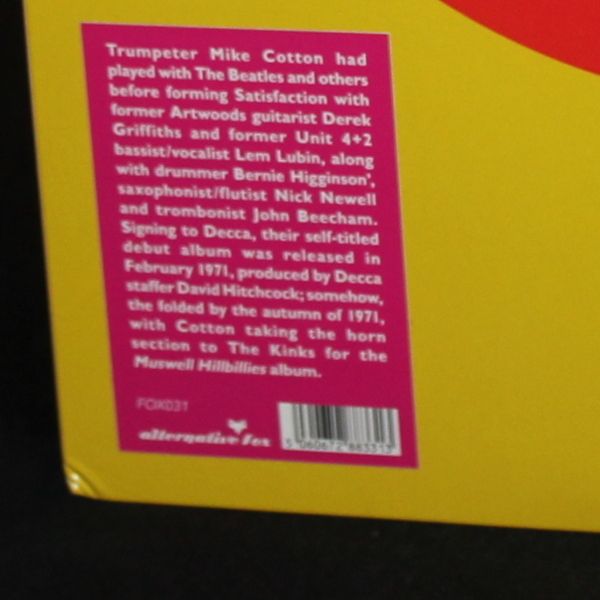 Trumpeter Mike Cotton had
played with The Beatles and others
before forming Satisfaction with
former Artwoods guitarist Derek
Griffiths and former Unit 4+2
bassist/vocalist Lem Lubin, along
with drummer Bernie Higginson',
saxophonist/flutist Nick Newell
and trombonist John Beecham.
Signing to Decca, their self-titled
debut album was released in
February 1971, produced by Decca
staffer David Hitchcock; somehow,
the folded by the autumn of 1971,
with Cotton taking the horn
section to The Kinks for the
Muswell Hillbillies album.
FOX031
alternative fox